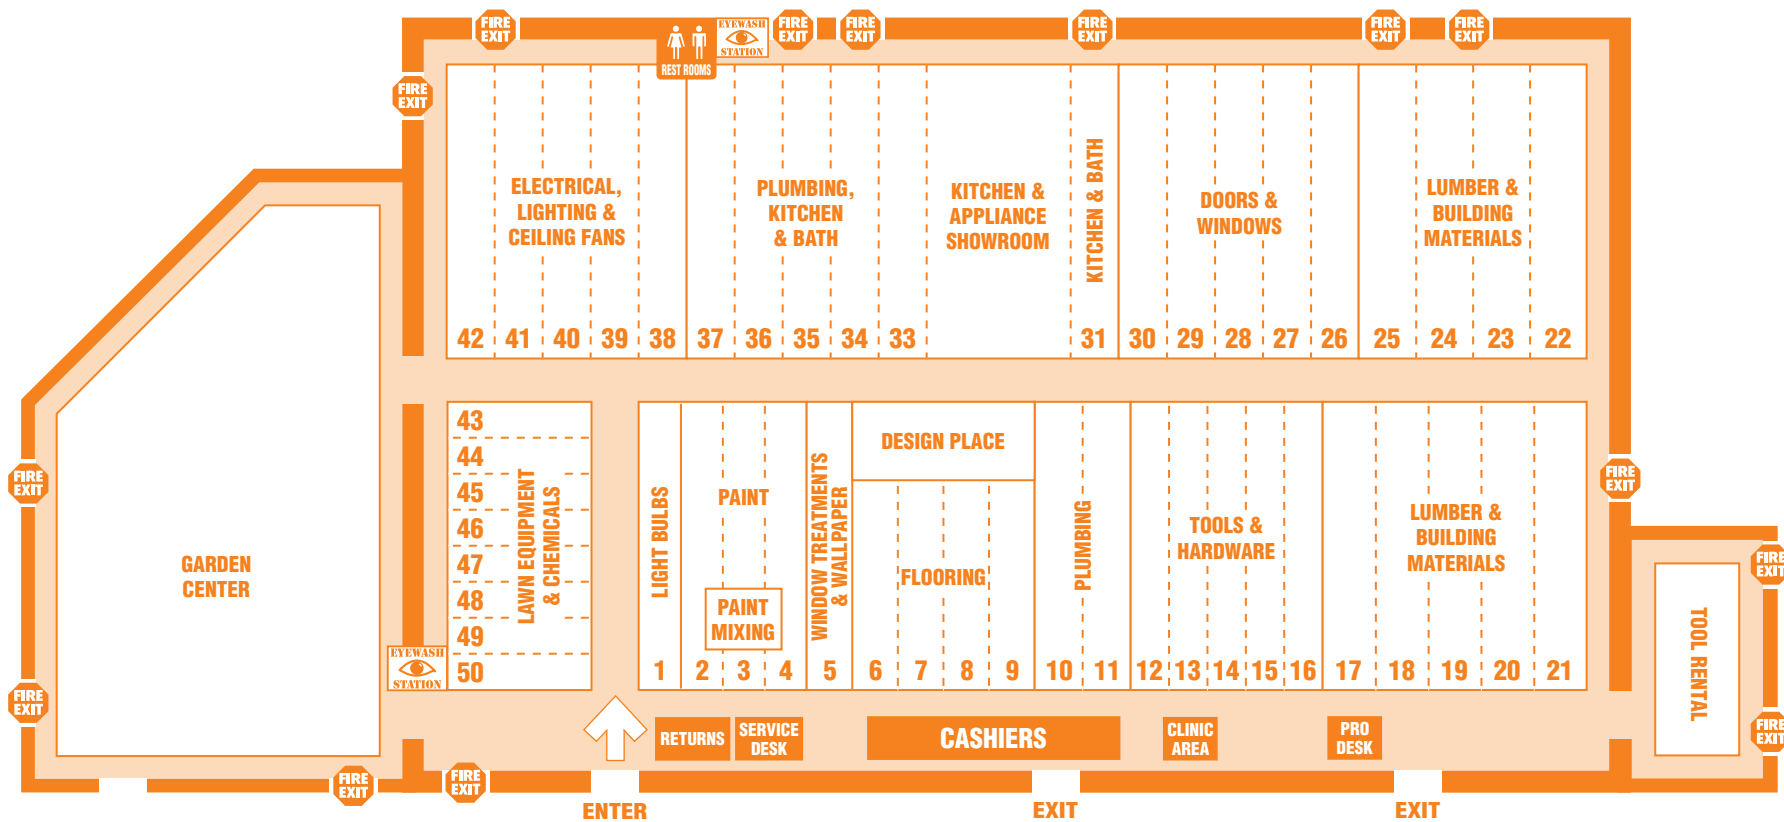 FIRE
EXIT
REST ROOMS
EYEWASH
STATION
FIRE
EXIT
FIRE
EXIT
FIRE
EXIT
FIRE
EXIT
FIRE
EXIT
FIRE
EXIT
ELECTRICAL,
LIGHTING &
CEILING FANS
PLUMBING,
KITCHEN
& BATH
KITCHEN &
APPLIANCE
SHOWROOM
KITCHEN & BATH
DOORS &
WINDOWS
LUMBER &
BUILDING
MATERIALS
42 41 40 39 38 37 36 35 34 33 31 30 29 28 27 26 25 24 23 22
GARDEN
CENTER
FIRE
EXIT
FIRE
EXIT
FIRE
EXIT
EYEWASH
STATION
43
44
45
46
47
48
49
50
LAWN EQUIPMENT
& CHEMICALS
LIGHT BULBS
PAINT
PAINT
MIXING
WINDOW TREATMENTS
& WALLPAPER
DESIGN PLACE
FLOORING
PLUMBING
TOOLS &
HARDWARE
LUMBER &
BUILDING
MATERIALS
1 2 3 4 5 6 7 8 9 10 11 12 13 14 15 16 17 18 19 20 21
FIRE
EXIT
FIRE
EXIT
TOOL RENTAL
FIRE
EXIT
RETURNS
SERVICE
DESK
CASHIERS
CLINIC
AREA
PRO
DESK
FIRE
EXIT
ENTER
EXIT
EXIT